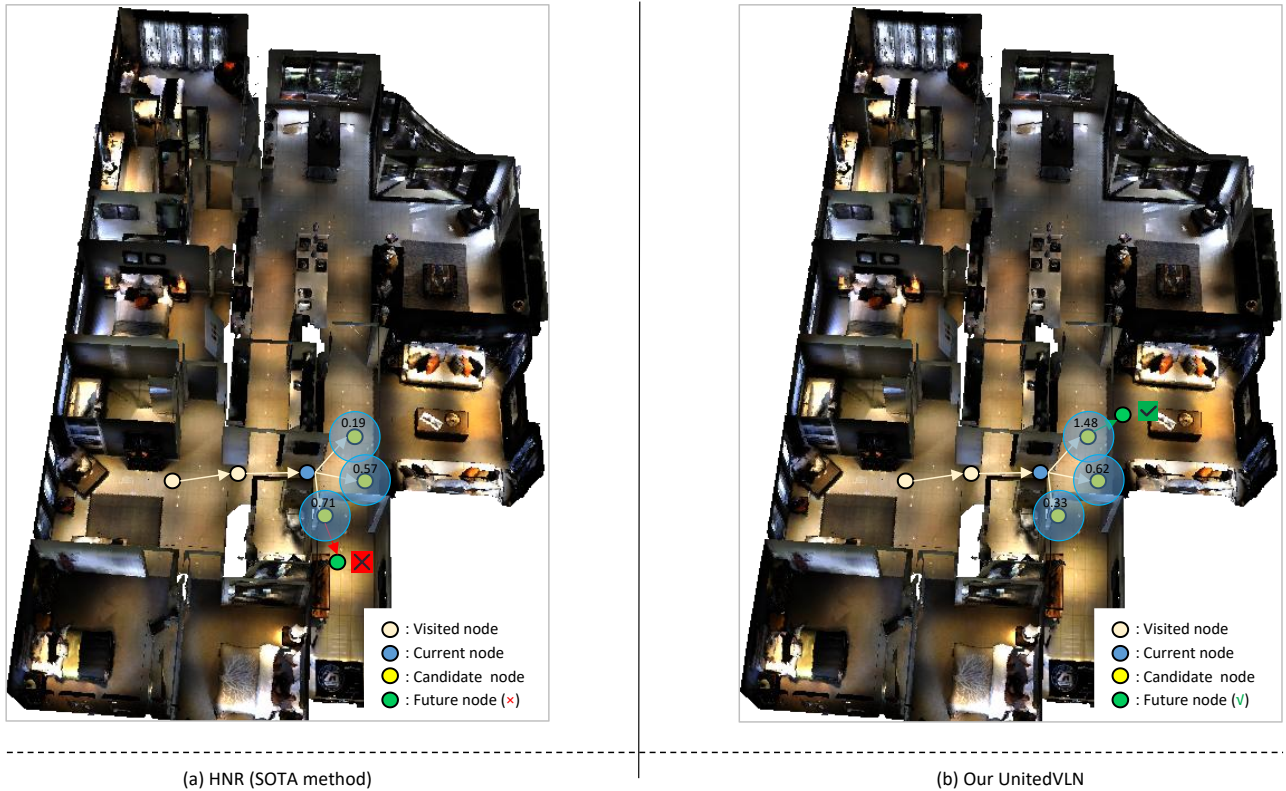 0.19
0.57
0.71
: Visited node
: Current node
: Candidate node
: Future node (×)
(a) HNR (SOTA method)
1.48
0.62
0.33
: Visited node
: Current node
: Candidate node
: Future node (√)
(b) Our UnitedVLN